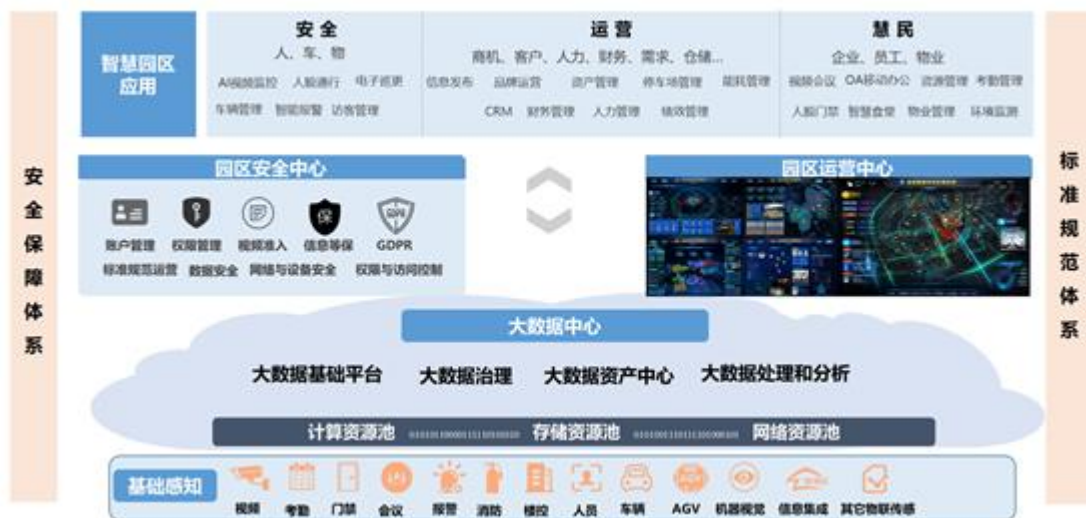 安全保障体系
标准规范体系
智慧园区
应用
安全
人、车、物
AI视频监控 人脸通行 电子巡更
车辆管理 智能报警 访客管理
运营
商机、客户、人力、财务、需求、仓储...
信息发布 品牌运营 资产管理 停车场管理 能耗管理
CRM 财务管理 人力管理 绩效管理
慧民
企业、员工、物业
视频会议 OA移动办公 资源管理 考勤管理
人脸门禁 智慧食堂 物业管理 环境监测
园区安全中心
保
GDPR
账户管理 权限管理 视频准入 信息等保 GDPR
标准规范运营 数据安全 网络与设备安全 权限与访问控制
园区运营中心
大数据中心
大数据基础平台 大数据治理 大数据资产中心 大数据处理和分析
计算资源池 存储资源池 网络资源池
基础感知
视频 考勤 门禁 会议 报警 消防 楼控 人员 车辆 AGV 机器视觉 信息集成 其它物联传感